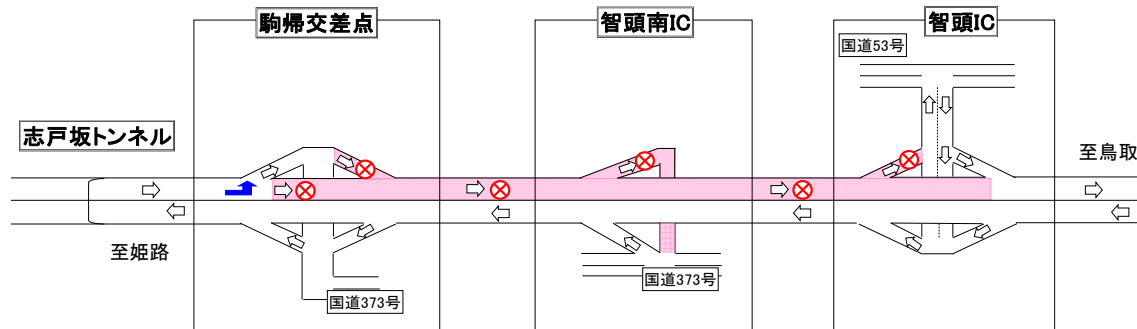 駒帰交差点
智頭南IC
智頭IC
国道53号
志戸坂トンネル
至鳥取
至姫路
国道373号
国道373号